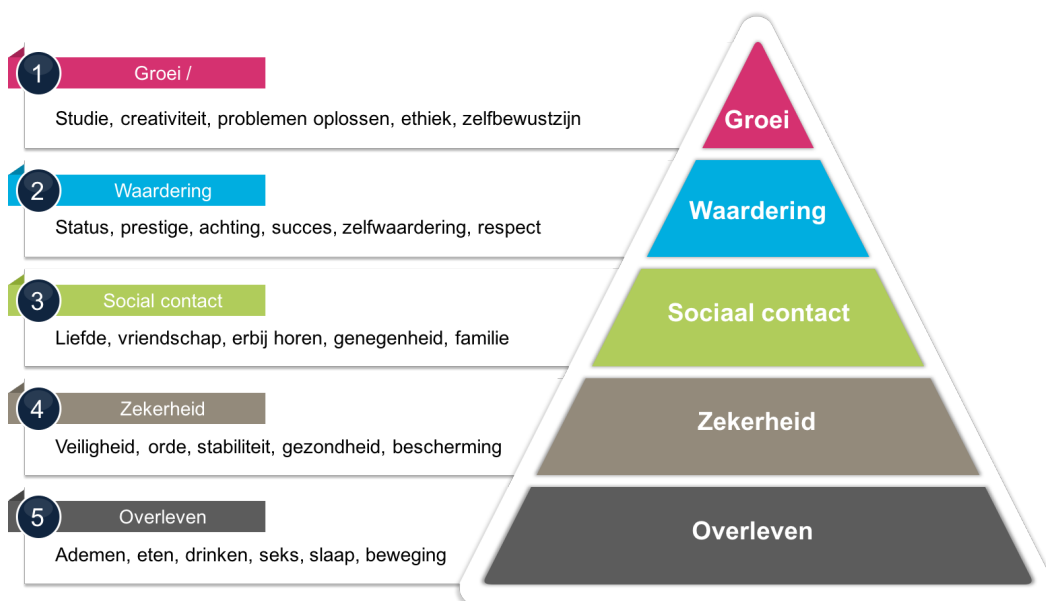 1
Groei /
Studie, creativiteit, problemen oplossen, ethiek, zelfbewustzijn
2
Waardering
Status, prestige, achting, succes, zelfwaardering, respect
3
Social contact
Liefde, vriendschap, erbij horen, genegenheid, familie
4
Zekerheid
Veiligheid, orde, stabiliteit, gezondheid, bescherming
5
Overleven
Ademen, eten, drinken, seks, slaap, beweging
Groei
Waardering
Sociaal contact
Zekerheid
Overleven